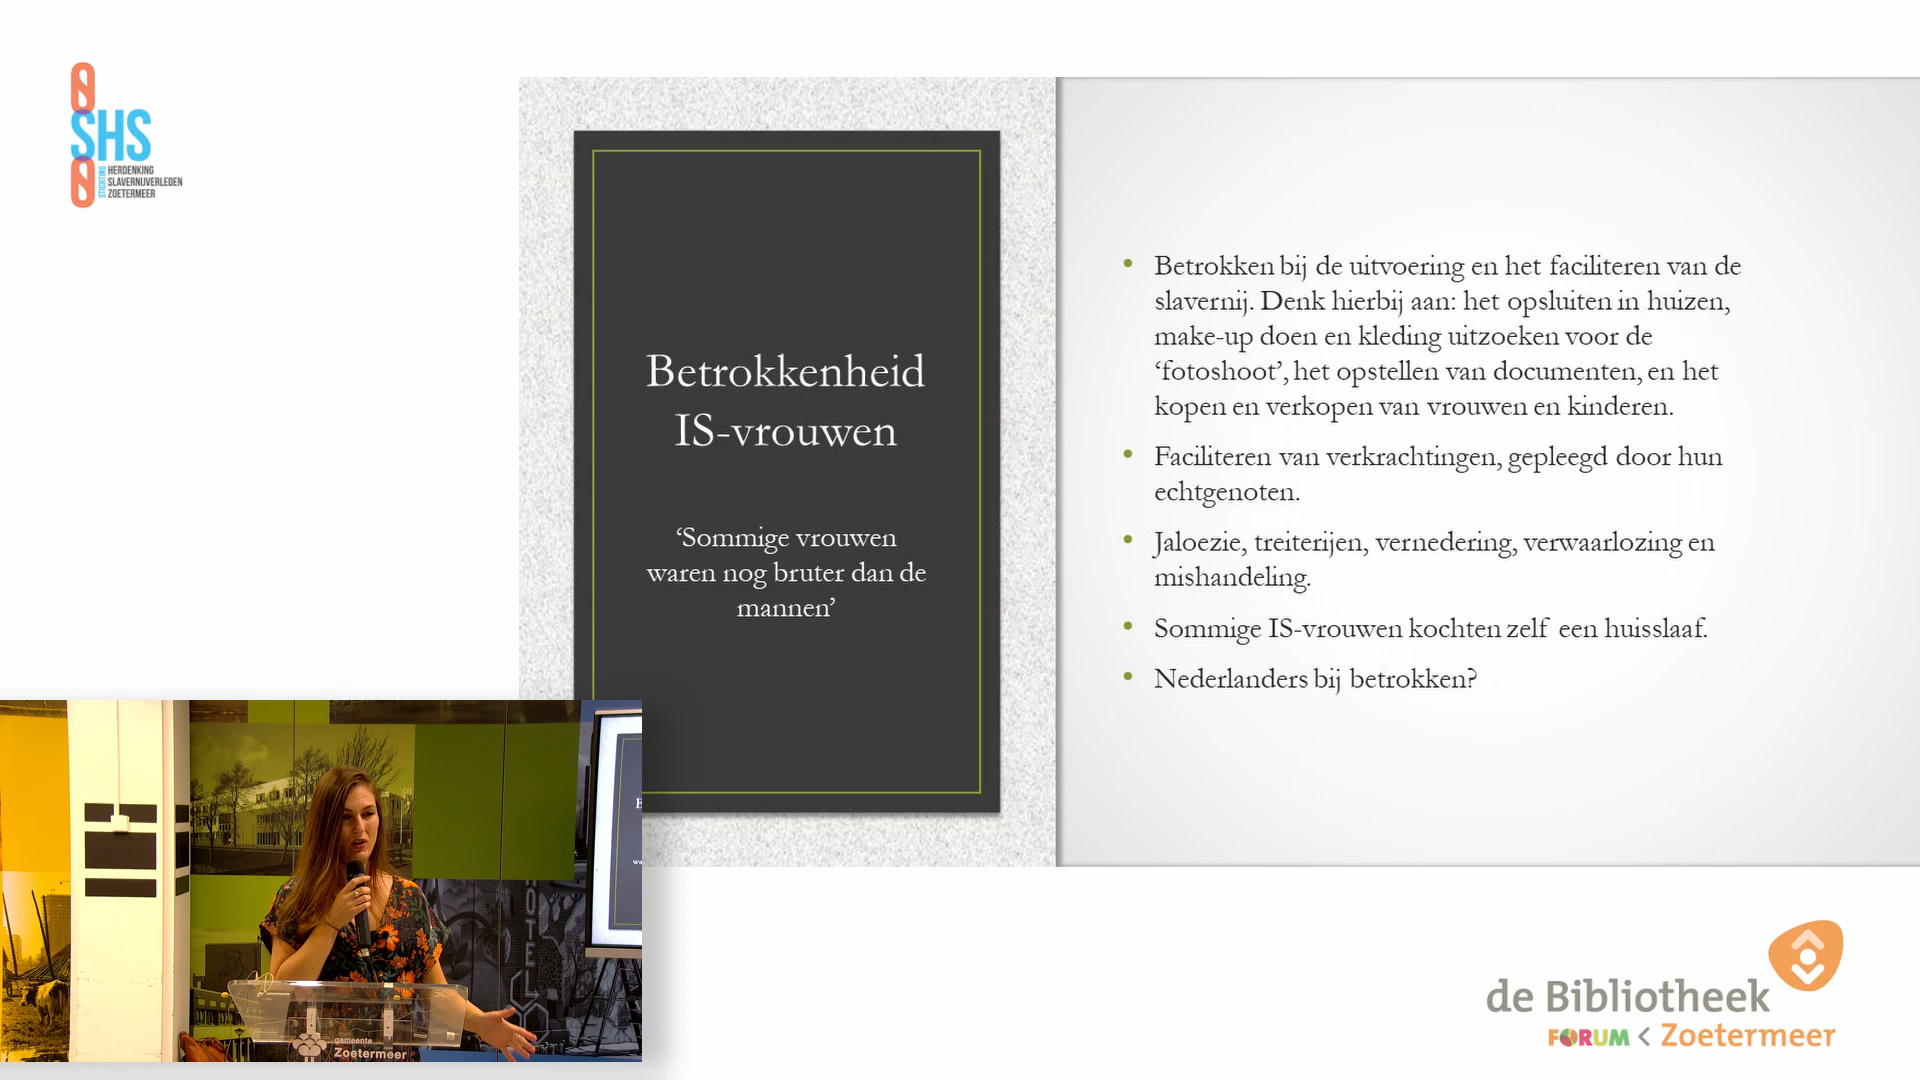 SHS
STICHTING
HERDENKING
SLAVERNIJVERLEDEN
ZOETERMEER
Betrokkenheid
IS-vrouwen
‘Sommige vrouwen
waren nog bruter dan de
mannen’
• Betrokken bij de uitvoering en het faciliteren van de
slavernij. Denk hierbij aan: het opsluiten in huizen,
make-up doen en kleding uitzoeken voor de
‘fotoshoot’, het opstellen van documenten, en het
kopen en verkopen van vrouwen en kinderen.
• Faciliteren van verkrachtingen, gepleegd door hun
echtgenoten.
• Jaloezie, treiterijen, vernedering, verwaarlozing en
mishandeling.
• Sommige IS-vrouwen kochten zelf een huisslaaf.
• Nederlanders bij betrokken?
gemeente
Zoetermeer
de Bibliotheek
FORUM < Zoetermeer